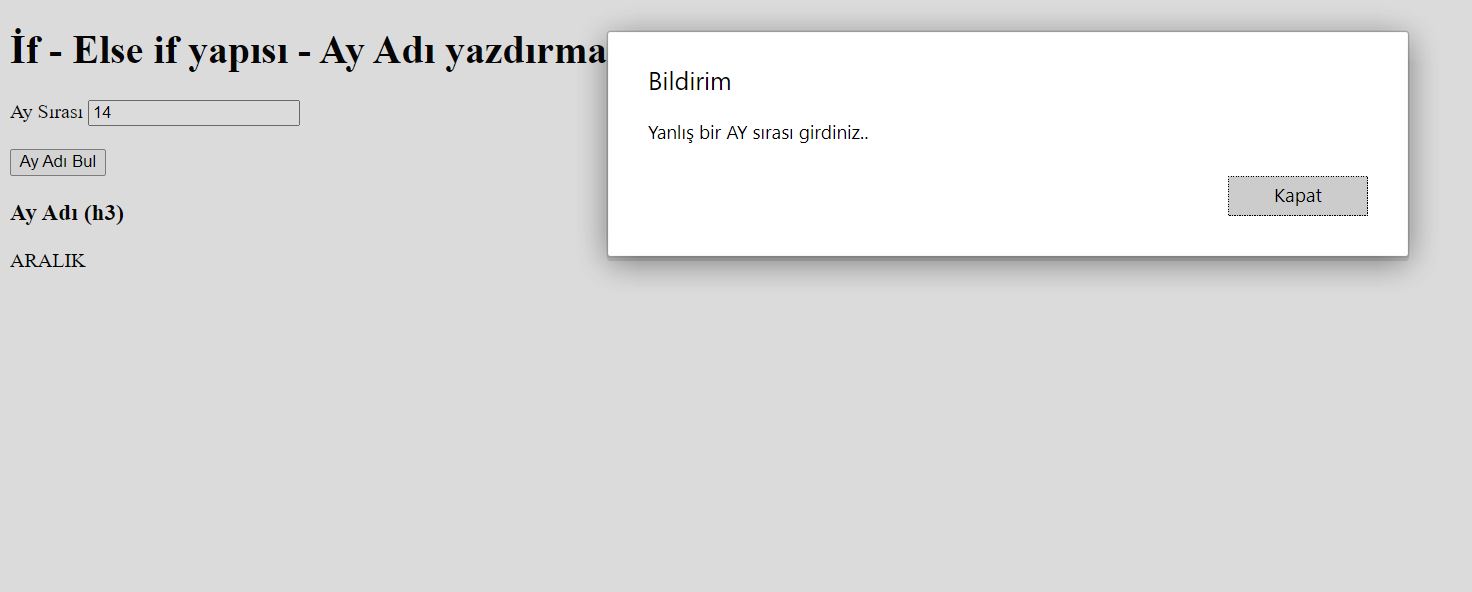 İf - Else if yapısı - Ay Adı yazdırma
Ay Sırası 14
Ay Adı Bul
Ay Adı (h3)
ARALIK
Bildirim
Yanlış bir AY sırası girdiniz..
Kapat